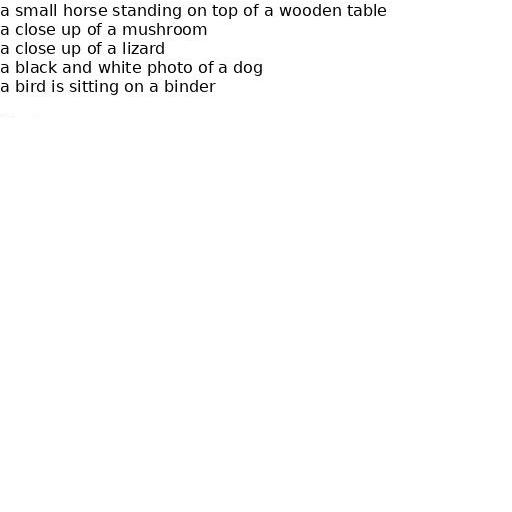 a small horse standing on top of a wooden table
a close up of a mushroom
a close up of a lizard
a black and white photo of a dog
a bird is sitting on a binder